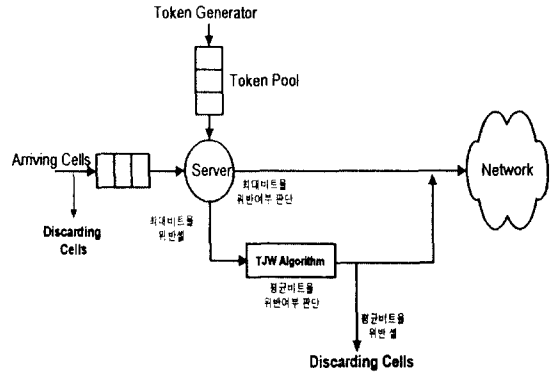 Token Generator
Token Pool
Arriving Cells
Server
Network
최대비트율
위반여부 판단
Discarding
Cells
최대비트율
위반셀
TJW Algorithm
평균비트율
위반여부 판단
평균비트율
위반 셀
Discarding Cells